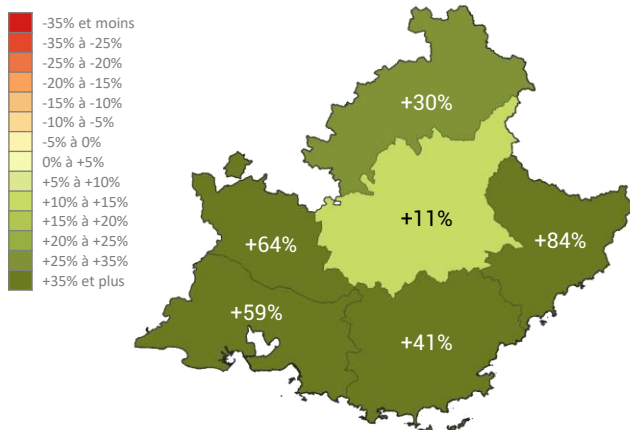 -35% et moins
-35% à -25%
-25% à -20%
-20% à -15%
-15% à -10%
-10% à -5%
-5% à 0%
0% à +5%
+5% à +10%
+10% à +15%
+15% à +20%
+20% à +25%
+25% à +35%
+35% et plus
+30%
+11%
+64%
+84%
+59%
+41%